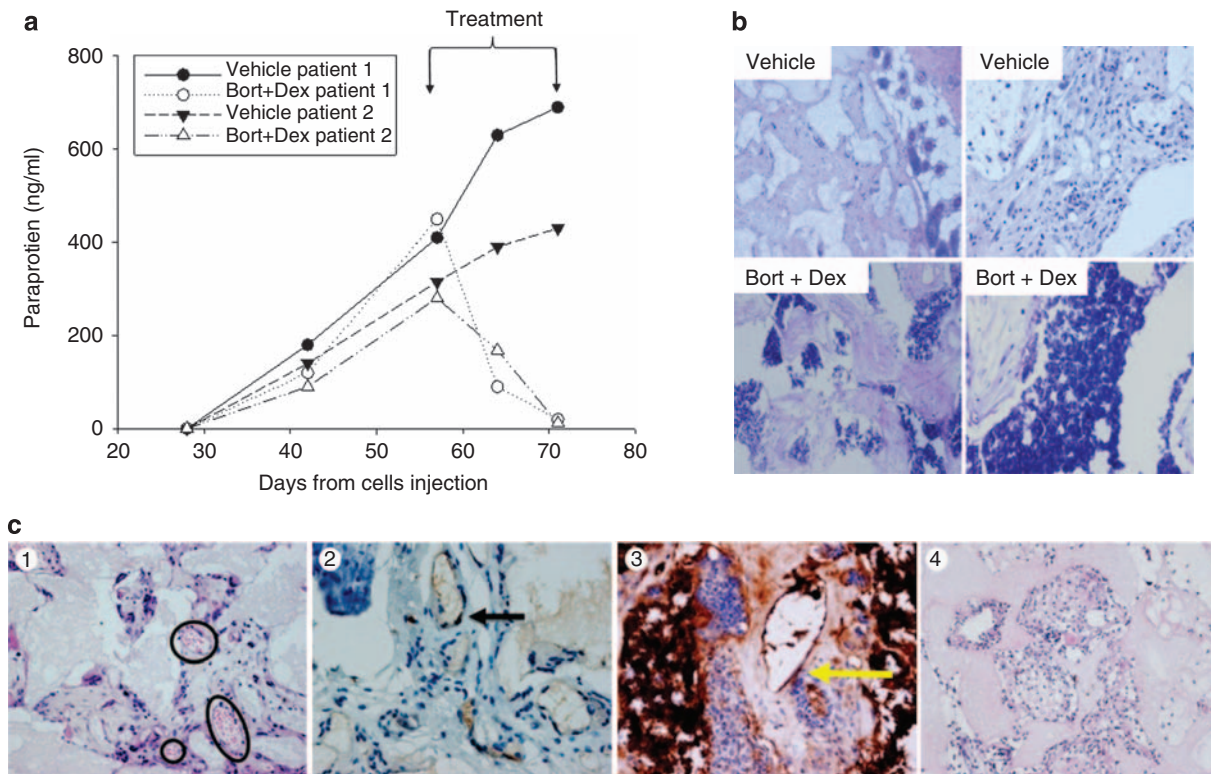 a
Treatment
800
600
400
200
0
Paraprotien (ng/ml)
Vehicle patient 1
Bort+Dex patient 1
Vehicle patient 2
Bort+Dex patient 2
20 30 40 50 60 70 80
Days from cells injection
b
Vehicle
Vehicle
Bort + Dex
Bort + Dex
c
1
2
3
4